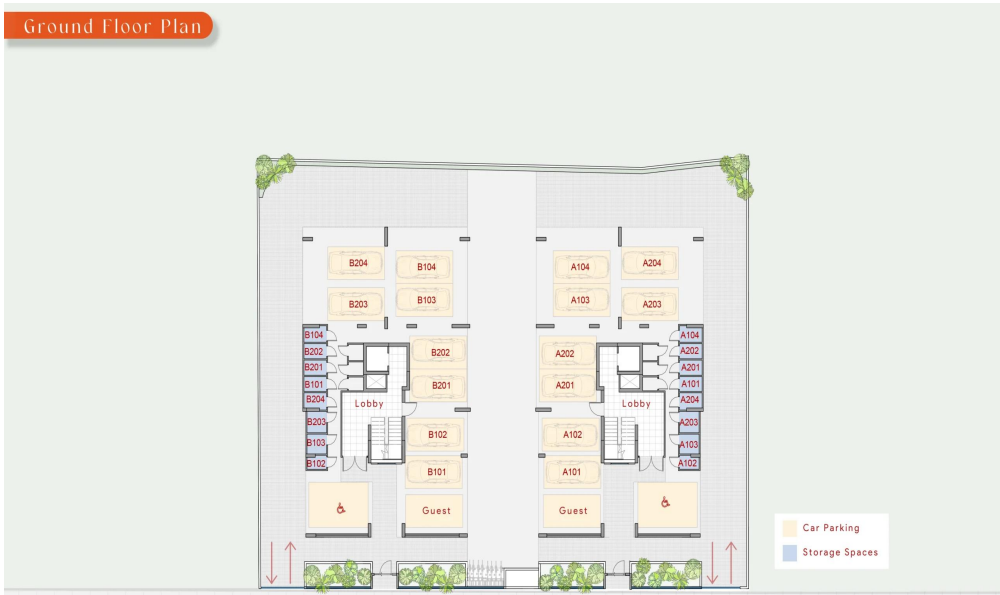 Ground Floor Plan
B204 B104 A104 A204
B203 B103 A103 A203
B104 A104
B202 B202 A202 A202
B201 B201 A201 A201
B101 A101
B204 Lobby Lobby A204
B203 A203
B102 A102
B103 A103
B102 A102
B101 A101
Guest Guest
Car Parking
Storage Spaces